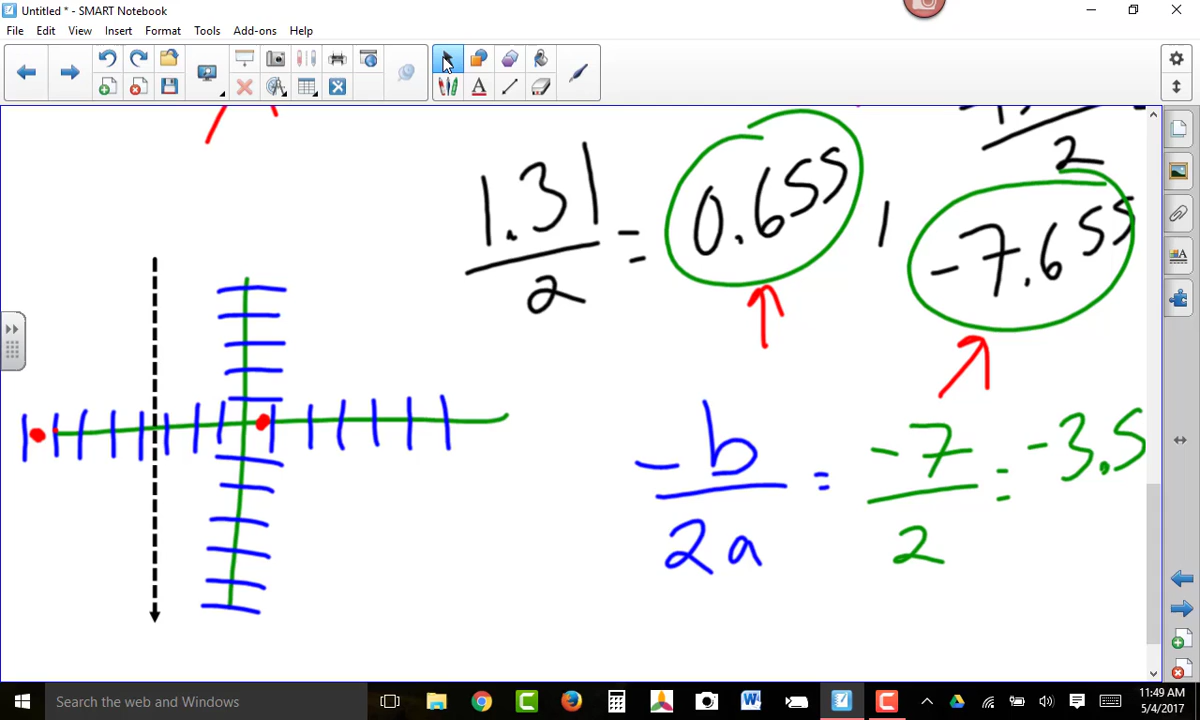 Untitled * - SMART Notebook
File Edit View Insert Format Tools Add-ons Help
1.31 / 2 = 0.655 , -7.655
2
-b / 2a = -7 / 2 = -3.5
Search the web and Windows
11:49 AM
5/4/2017